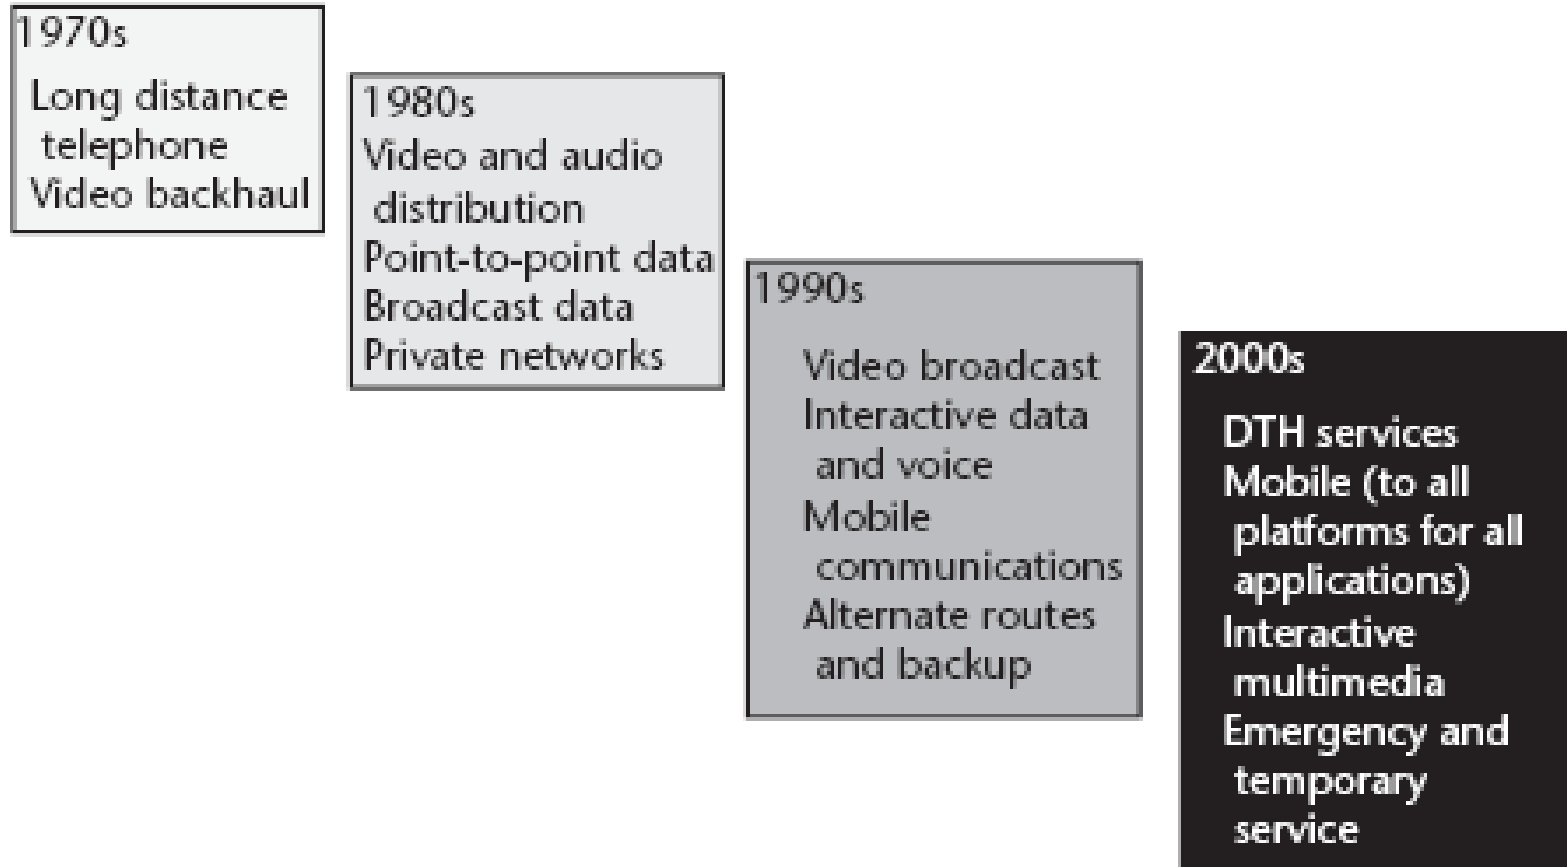 1970s
Long distance
telephone
Video backhaul
1980s
Video and audio
distribution
Point-to-point data
Broadcast data
Private networks
1990s
Video broadcast
Interactive data
and voice
Mobile
communications
Alternate routes
and backup
2000s
DTH services
Mobile (to all
platforms for all
applications)
Interactive
multimedia
Emergency and
temporary
service